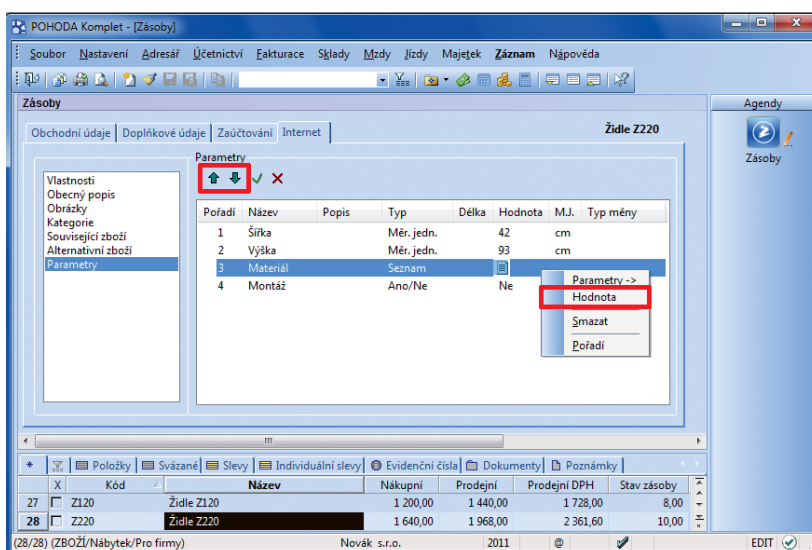 POHODA Komplet - [Zásoby]
Soubor Nastavení Adresář Účetnictví Fakturace Sklady Mzdy Jízdy Majetek Záznam Nápověda
Zásoby
Agendy
Obchodní údaje Doplňkové údaje Zaúčtování Internet
Židle Z220
Zásoby
Parametry
Vlastnosti
Obecný popis
Obrázky
Kategorie
Související zboží
Alternativní zboží
Parametry
Pořadí Název Popis Typ Délka Hodnota M.J. Typ měny
1 Šířka Měr. jedn. 42 cm
2 Výška Měr. jedn. 93 cm
3 Materiál Seznam
4 Montáž Ano/Ne Ne
Parametry ->
Hodnota
Smazat
Pořadí
* Položky Svázané Slevy Individuální slevy Evidenční čísla Dokumenty Poznámky
X Kód Název Nákupní Prodejní Prodejní DPH Stav zásoby
27 Z120 Židle Z120 1 200,00 1 440,00 1 728,00 8,00
28 Z220 Židle Z220 1 640,00 1 968,00 2 361,60 10,00
(28/28) (ZBOŽÍ/Nábytek/Pro firmy) Novák s.r.o. 2011 @ EDIT